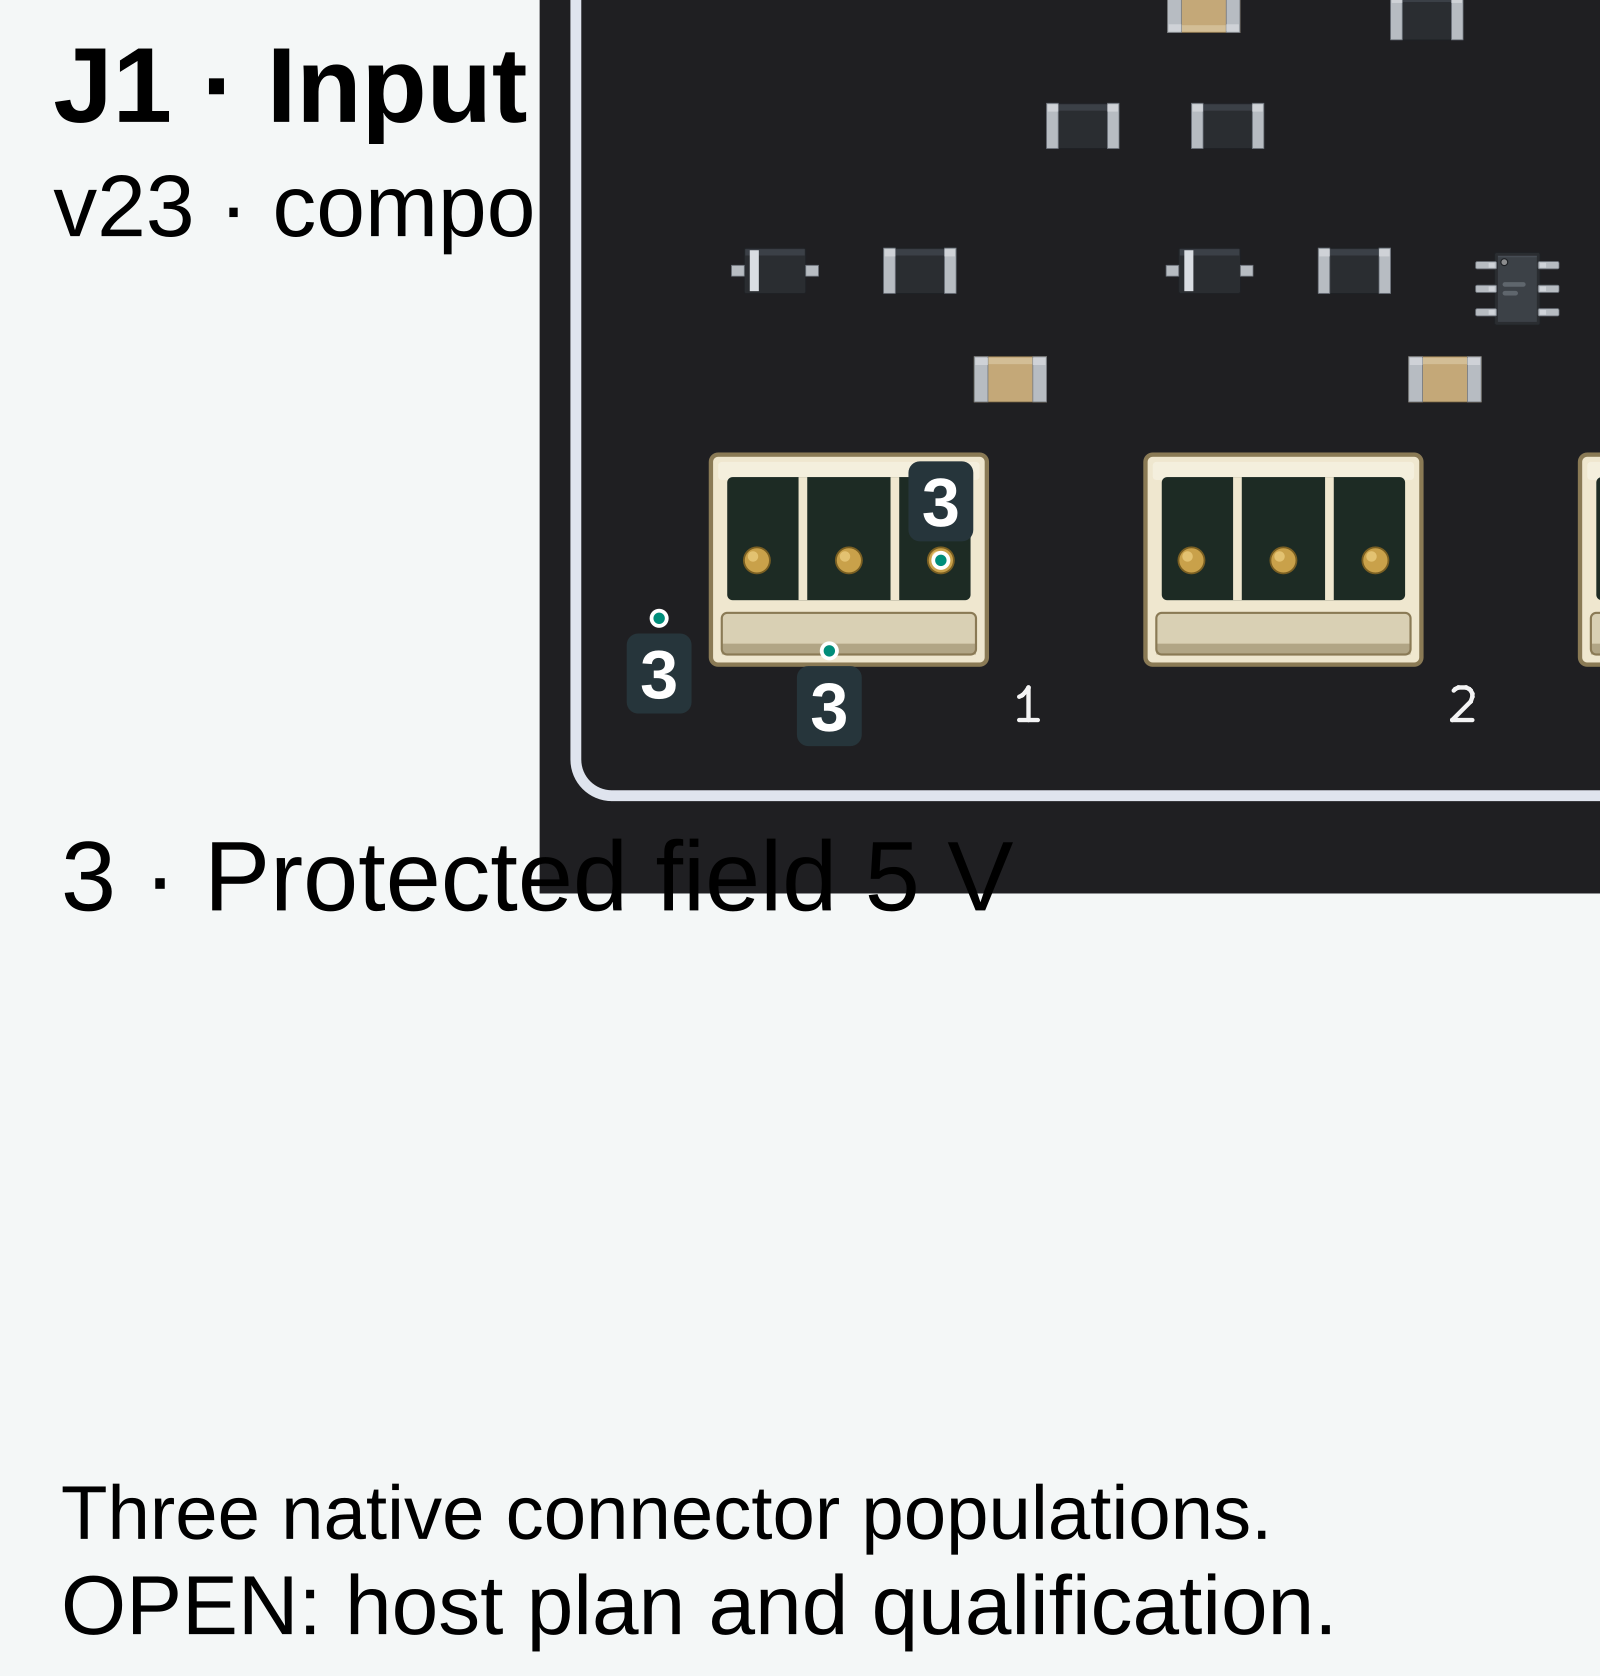 J1 · Input
v23 · compo
3
3
3
1
2
3 · Protected field 5 V
Three native connector populations.
OPEN: host plan and qualification.